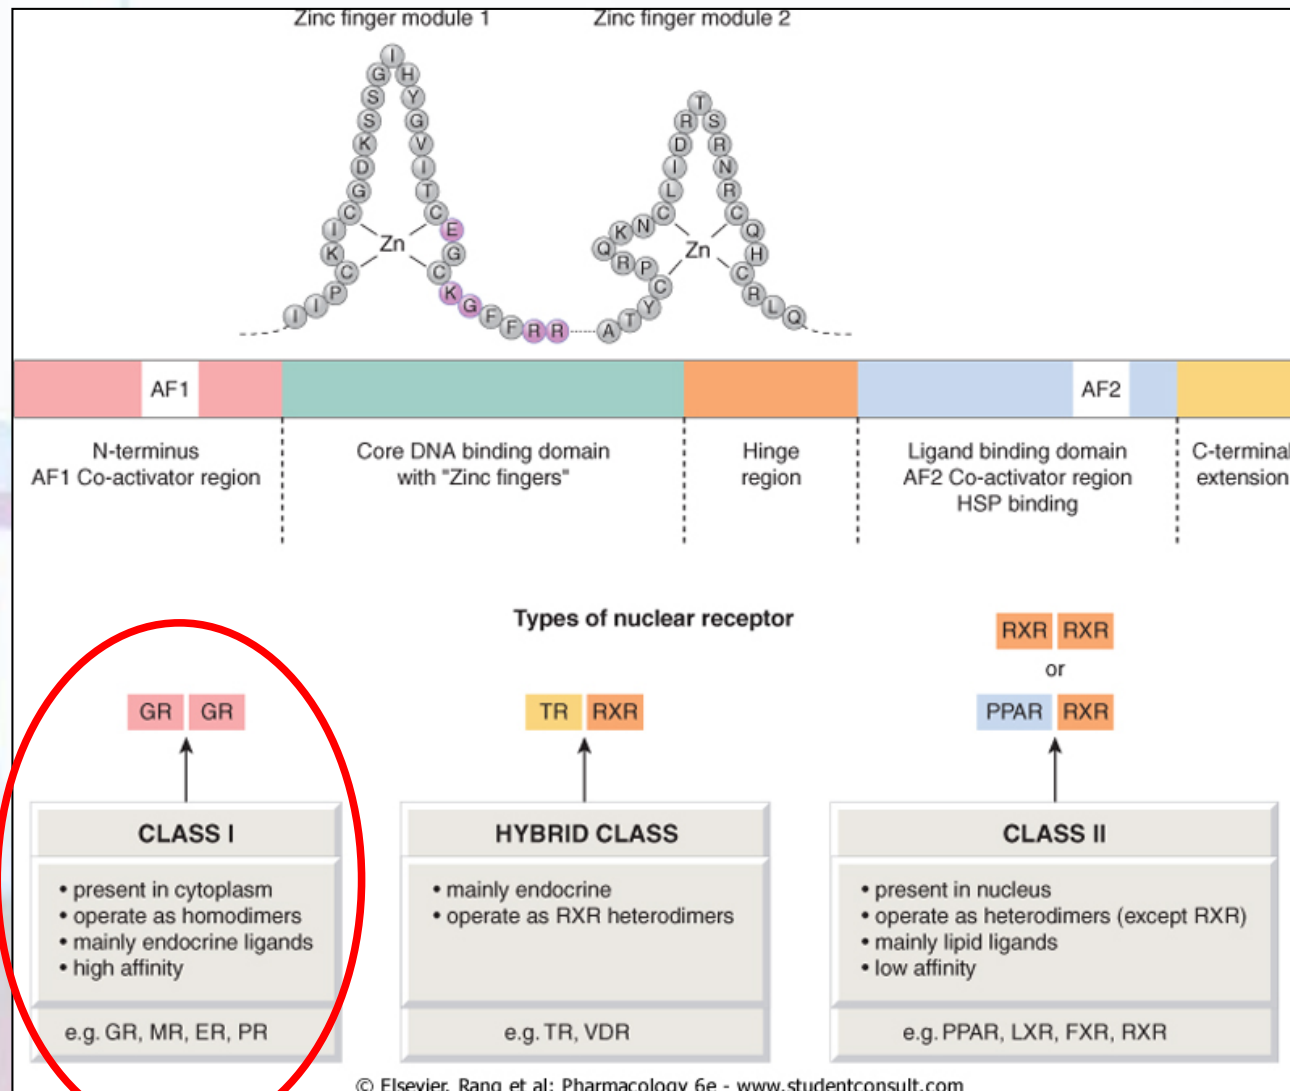 Zinc finger module 1
Zinc finger module 2
I I P C K I C G D K S S G I H Y G V I T C E G C K G F F R R
A T Y C P R Q K N C L I D R T S R N R C Q H C R L Q
Zn
Zn
AF1
AF2
N-terminus
AF1 Co-activator region
Core DNA binding domain
with "Zinc fingers"
Hinge
region
Ligand binding domain
AF2 Co-activator region
HSP binding
C-terminal
extension
Types of nuclear receptor
RXR RXR
or
GR GR
TR RXR
PPAR RXR
CLASS I
• present in cytoplasm
• operate as homodimers
• mainly endocrine ligands
• high affinity
e.g. GR, MR, ER, PR
HYBRID CLASS
• mainly endocrine
• operate as RXR heterodimers
e.g. TR, VDR
CLASS II
• present in nucleus
• operate as heterodimers (except RXR)
• mainly lipid ligands
• low affinity
e.g. PPAR, LXR, FXR, RXR
© Elsevier. Rang et al: Pharmacology 6e - www.studentconsult.com